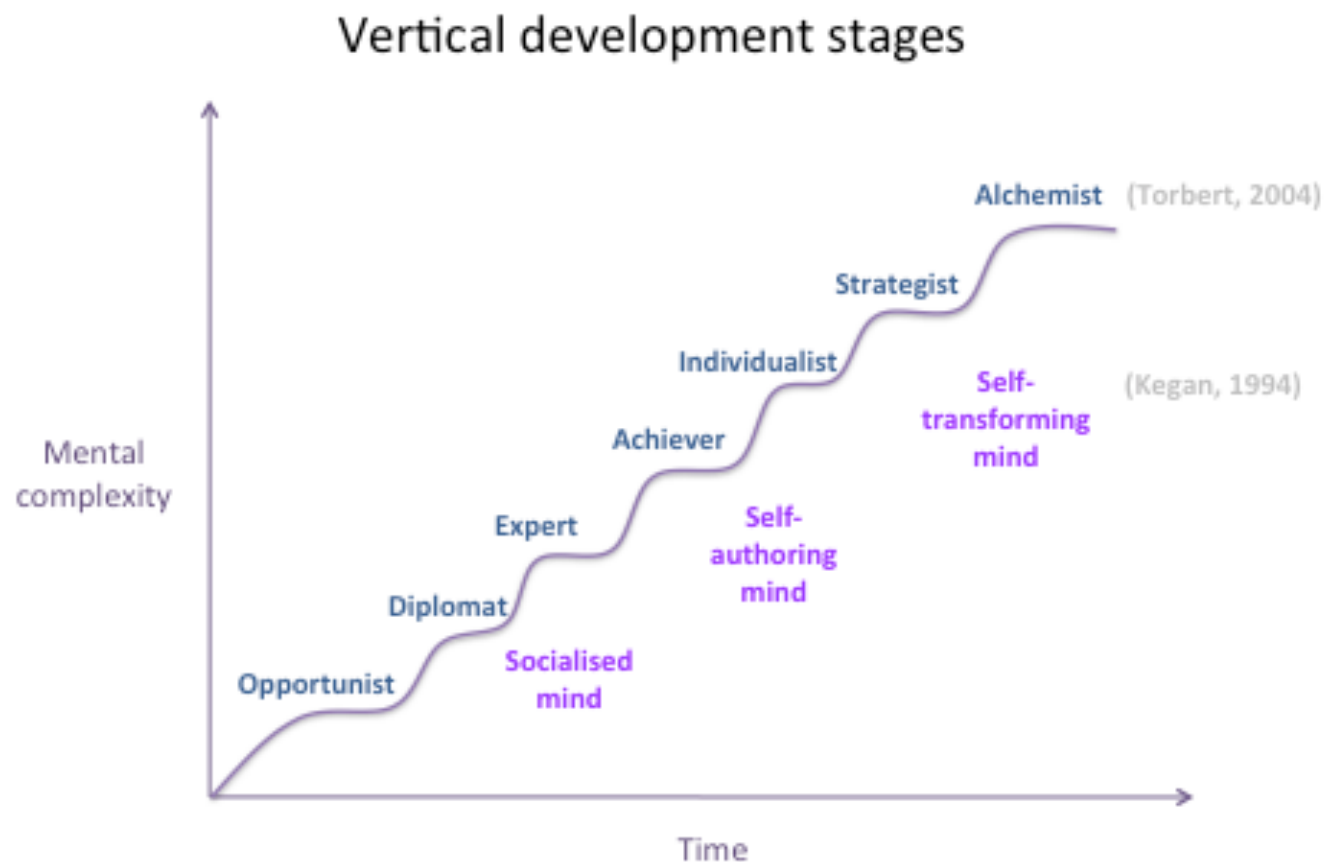 Vertical development stages
Alchemist (Torbert, 2004)
Strategist
Individualist
Self-
transforming
mind
(Kegan, 1994)
Achiever
Mental
complexity
Expert
Self-
authoring
mind
Diplomat
Socialised
mind
Opportunist
Time